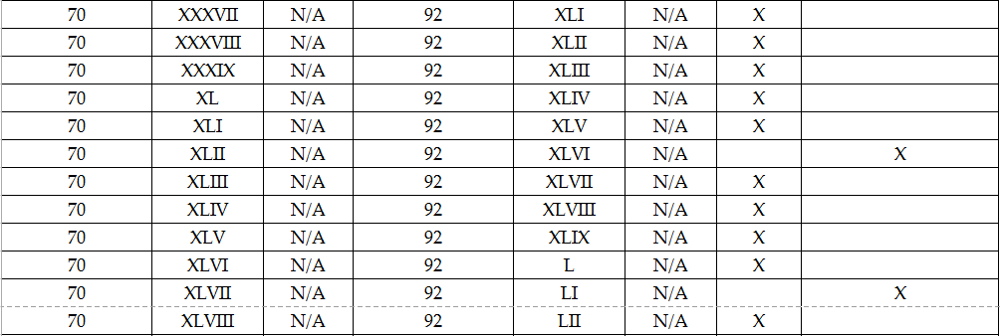 70 XXXVII N/A 92 XLI N/A X
70 XXXVIII N/A 92 XLII N/A X
70 XXXIX N/A 92 XLIII N/A X
70 XL N/A 92 XLIV N/A X
70 XLI N/A 92 XLV N/A X
70 XLII N/A 92 XLVI N/A X
70 XLIII N/A 92 XLVII N/A X
70 XLIV N/A 92 XLVIII N/A X
70 XLV N/A 92 XLIX N/A X
70 XLVI N/A 92 L N/A X
70 XLVII N/A 92 LI N/A X
70 XLVIII N/A 92 LII N/A X